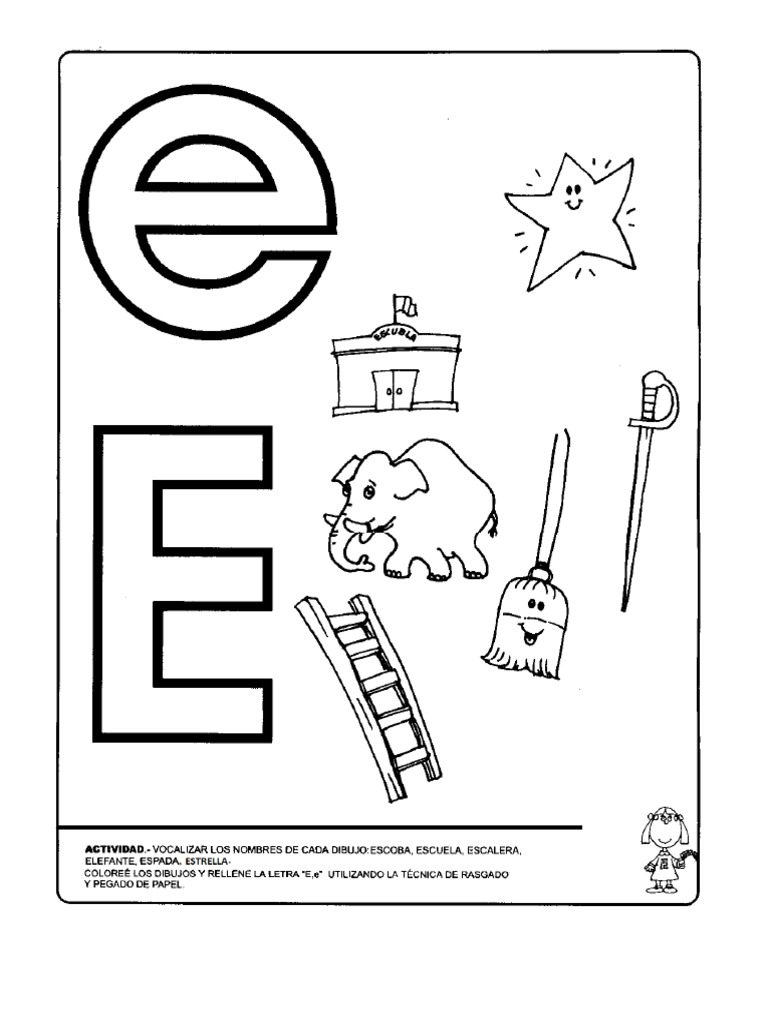 e
ESCUELA
E
ACTIVIDAD.- VOCALIZAR LOS NOMBRES DE CADA DIBUJO:ESCOBA, ESCUELA, ESCALERA,
ELEFANTE, ESPADA. ESTRELLA.
COLOREÉ LOS DIBUJOS Y RELLENE LA LETRA "E,e" UTILIZANDO LA TÉCNICA DE RASGADO
Y PEGADO DE PAPEL.
E